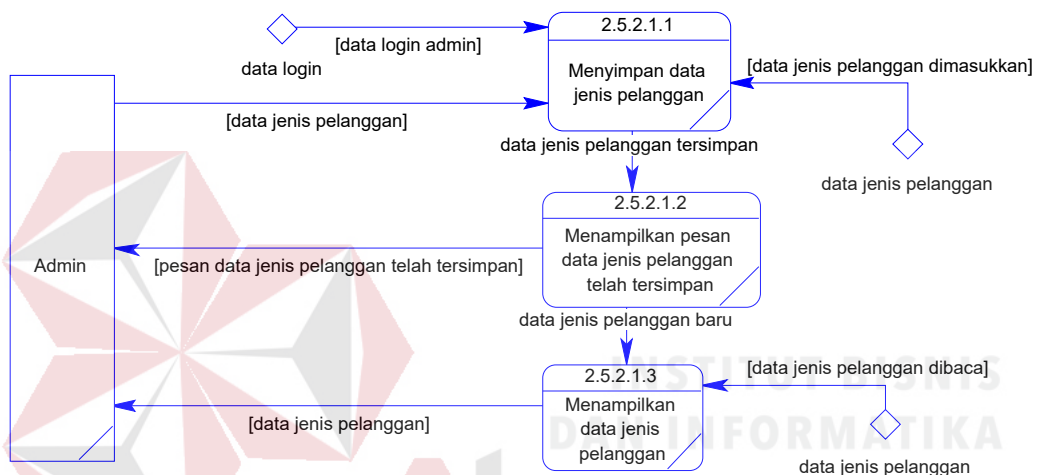 2.5.2.1.1
[data login admin]
data login
Menyimpan data
jenis pelanggan
[data jenis pelanggan dimasukkan]
[data jenis pelanggan]
data jenis pelanggan tersimpan
data jenis pelanggan
2.5.2.1.2
Menampilkan pesan
data jenis pelanggan
telah tersimpan
Admin
[pesan data jenis pelanggan telah tersimpan]
data jenis pelanggan baru
INSTITUT BISNIS
DAN INFORMATIKA
2.5.2.1.3
[data jenis pelanggan dibaca]
Menampilkan
data jenis
pelanggan
[data jenis pelanggan]
data jenis pelanggan